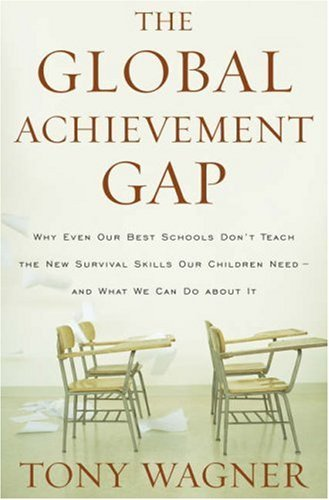 THE
GLOBAL
ACHIEVEMENT
GAP
WHY EVEN OUR BEST SCHOOLS DON'T TEACH
THE NEW SURVIVAL SKILLS OUR CHILDREN NEED—
AND WHAT WE CAN DO ABOUT IT
TONY WAGNER